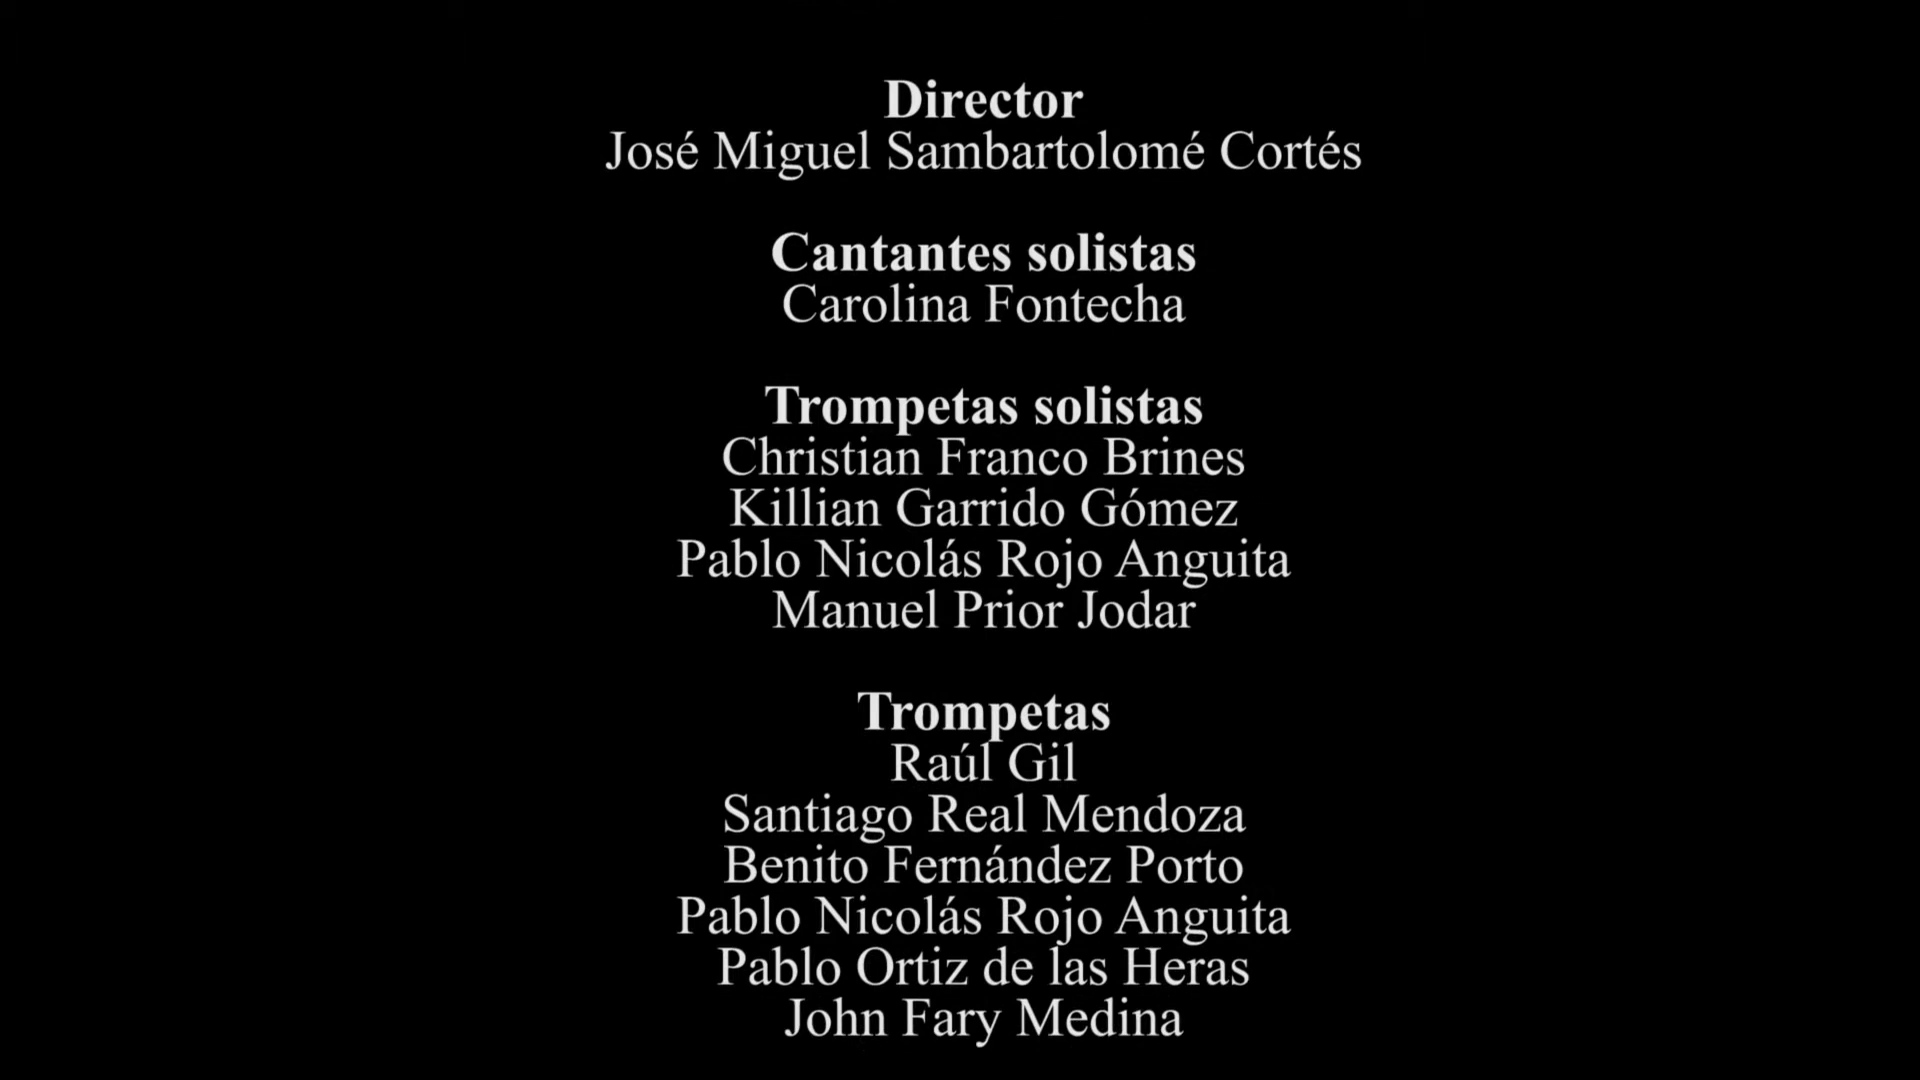 Director
José Miguel Sambartolomé Cortés
Cantantes solistas
Carolina Fontecha
Trompetas solistas
Christian Franco Brines
Killian Garrido Gómez
Pablo Nicolás Rojo Anguita
Manuel Prior Jodar
Trompetas
Raúl Gil
Santiago Real Mendoza
Benito Fernández Porto
Pablo Nicolás Rojo Anguita
Pablo Ortiz de las Heras
John Fary Medina